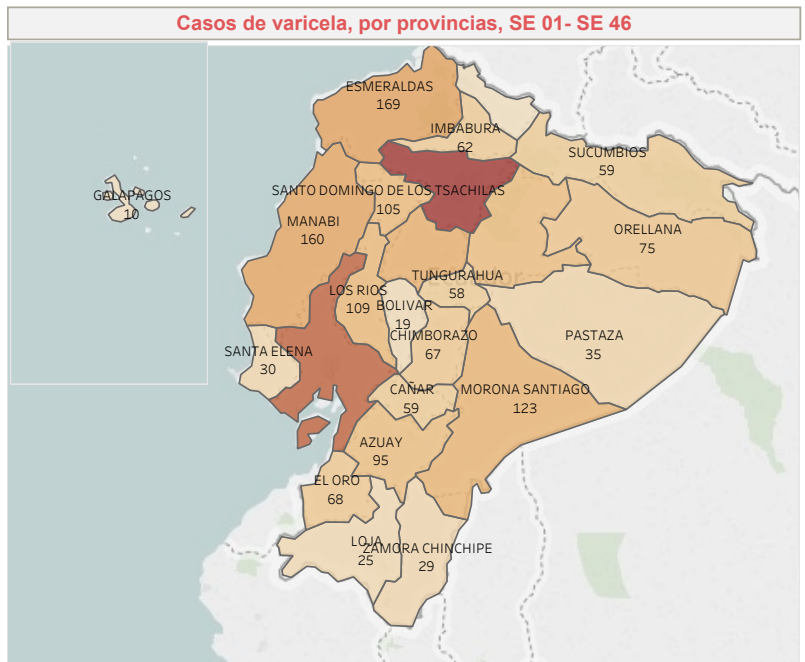 Casos de varicela, por provincias, SE 01- SE 46
ESMERALDAS
169
IMBABURA
62
SUCUMBIOS
59
GALAPAGOS
10
SANTO DOMINGO DE LOS TSACHILAS
105
MANABI
160
ORELLANA
75
TUNGURAHUA
58
Ecuador
LOS RIOS
109
BOLIVAR
19
CHIMBORAZO
67
PASTAZA
35
SANTA ELENA
30
CAÑAR
59
MORONA SANTIAGO
123
AZUAY
95
EL ORO
68
LOJA
25
ZAMORA CHINCHIPE
29